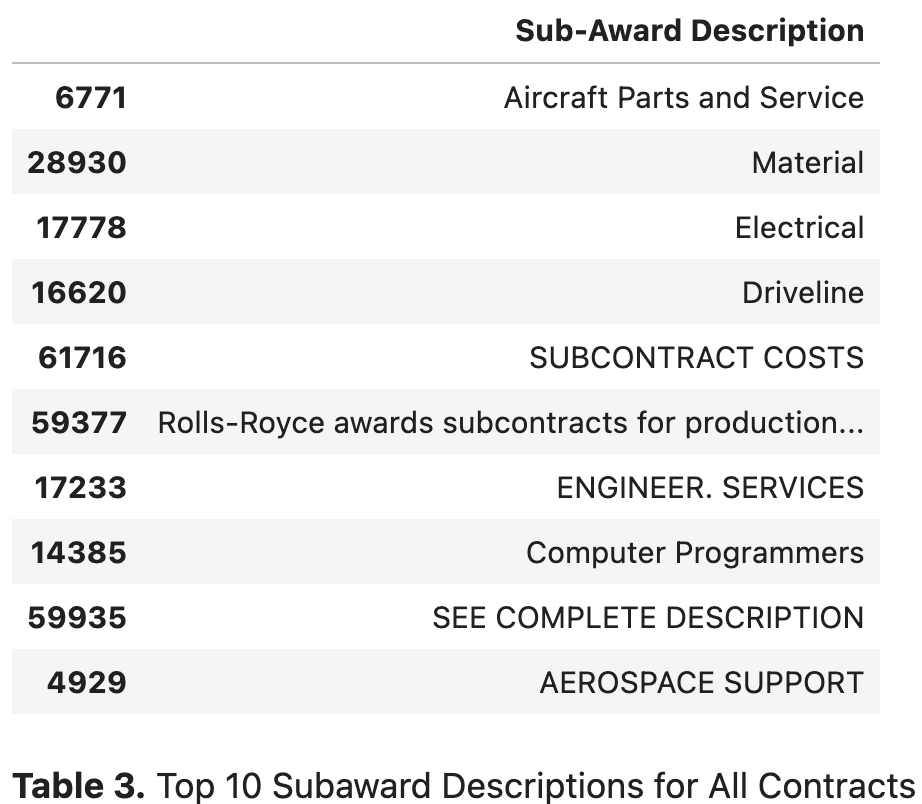 Sub-Award Description
6771 Aircraft Parts and Service
28930 Material
17778 Electrical
16620 Driveline
61716 SUBCONTRACT COSTS
59377 Rolls-Royce awards subcontracts for production...
17233 ENGINEER. SERVICES
14385 Computer Programmers
59935 SEE COMPLETE DESCRIPTION
4929 AEROSPACE SUPPORT
Table 3. Top 10 Subaward Descriptions for All Contracts